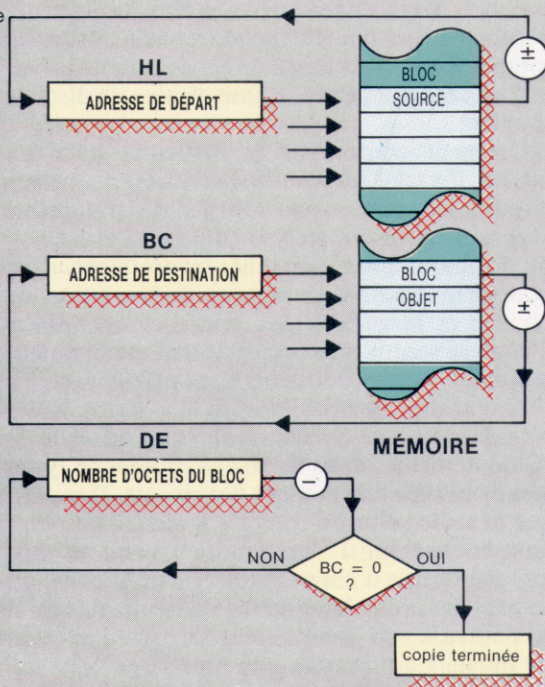 e
HL
ADRESSE DE DÉPART
BLOC
SOURCE
±
BC
ADRESSE DE DESTINATION
BLOC
OBJET
±
DE
MÉMOIRE
NOMBRE D'OCTETS DU BLOC
−
NON
BC = 0
?
OUI
copie terminée